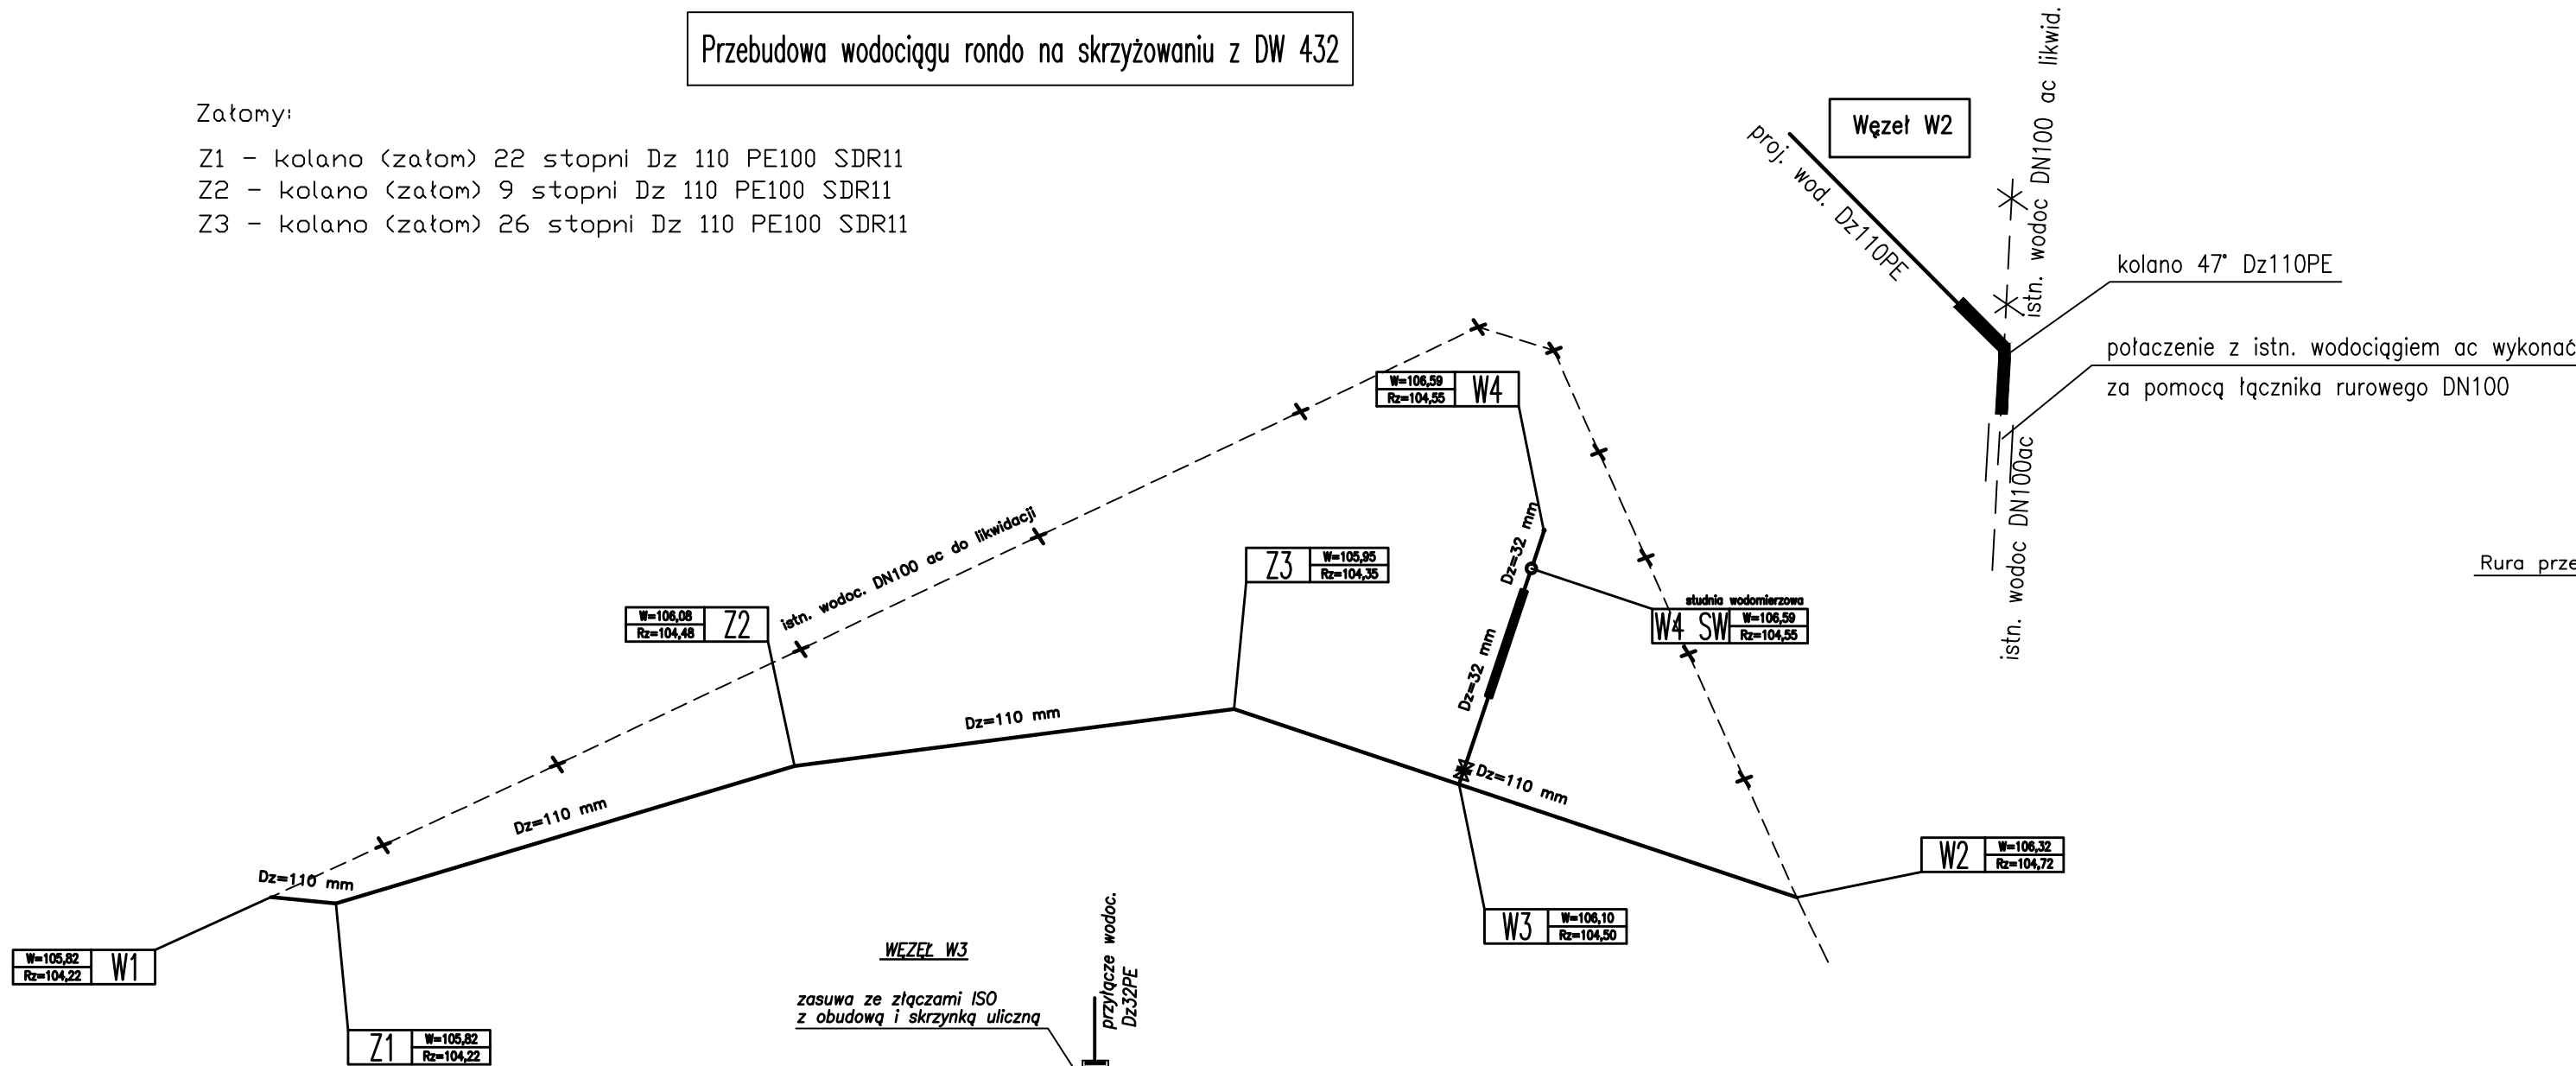 Przebudowa wodociągu rondo na skrzyżowaniu z DW 432
Załomy:
Z1 - kolano (załom) 22 stopni Dz 110 PE100 SDR11
Z2 - kolano (załom) 9 stopni Dz 110 PE100 SDR11
Z3 - kolano (załom) 26 stopni Dz 110 PE100 SDR11
Węzeł W2
proj. wod. Dz110PE
istn. wodoc DN100 ac likwid.
kolano 47° Dz110PE
połaczenie z istn. wodociągiem ac wykonać
za pomocą łącznika rurowego DN100
istn. wodoc DN100ac
Rura prze
W=106,59
Rz=104,55
W4
istn. wodoc. DN100 ac do likwidacji
Dz=32 mm
Z3
W=105,95
Rz=104,35
W=106,08
Rz=104,48
Z2
studnia wodomierzowa
W4 SW
W=106,59
Rz=104,55
Dz=32 mm
Dz=110 mm
Dz=110 mm
Dz=110 mm
Dz=110 mm
W2
W=106,32
Rz=104,72
W3
W=106,10
Rz=104,50
W=105,82
Rz=104,22
W1
Z1
W=105,82
Rz=104,22
WĘZEŁ W3
zasuwa ze złączami ISO
z obudową i skrzynką uliczną
przyłącze wodoc.
Dz32PE